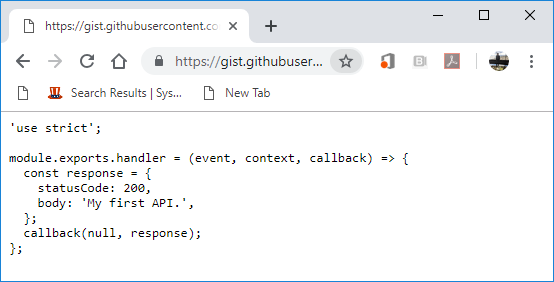 https://gist.githubusercontent.co
https://gist.githubuser...
Search Results | Sys...
New Tab
'use strict';
module.exports.handler = (event, context, callback) => {
  const response = {
    statusCode: 200,
    body: 'My first API.',
  };
  callback(null, response);
};